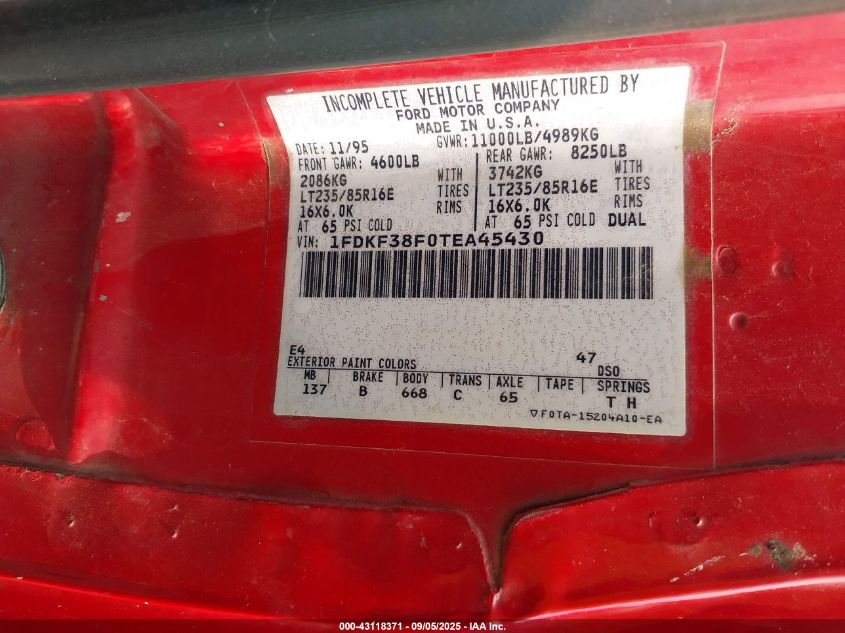 INCOMPLETE VEHICLE MANUFACTURED BY
FORD MOTOR COMPANY
MADE IN U.S.A.
DATE: 11/95 GVWR: 11000LB/4989KG
FRONT GAWR: 4600LB REAR GAWR: 8250LB
2086KG WITH 3742KG WITH
LT235/85R16E TIRES LT235/85R16E TIRES
16X6.0K RIMS 16X6.0K RIMS
AT 65 PSI COLD AT 65 PSI COLD DUAL
VIN: 1FDKF38F0TEA45430
E4 47
EXTERIOR PAINT COLORS DSO
WB BRAKE BODY TRANS AXLE TAPE SPRINGS
137 B 668 C 65 T H
▽F0TA-15204A10-EA
000-43118371 - 09/05/2025 - IAA Inc.